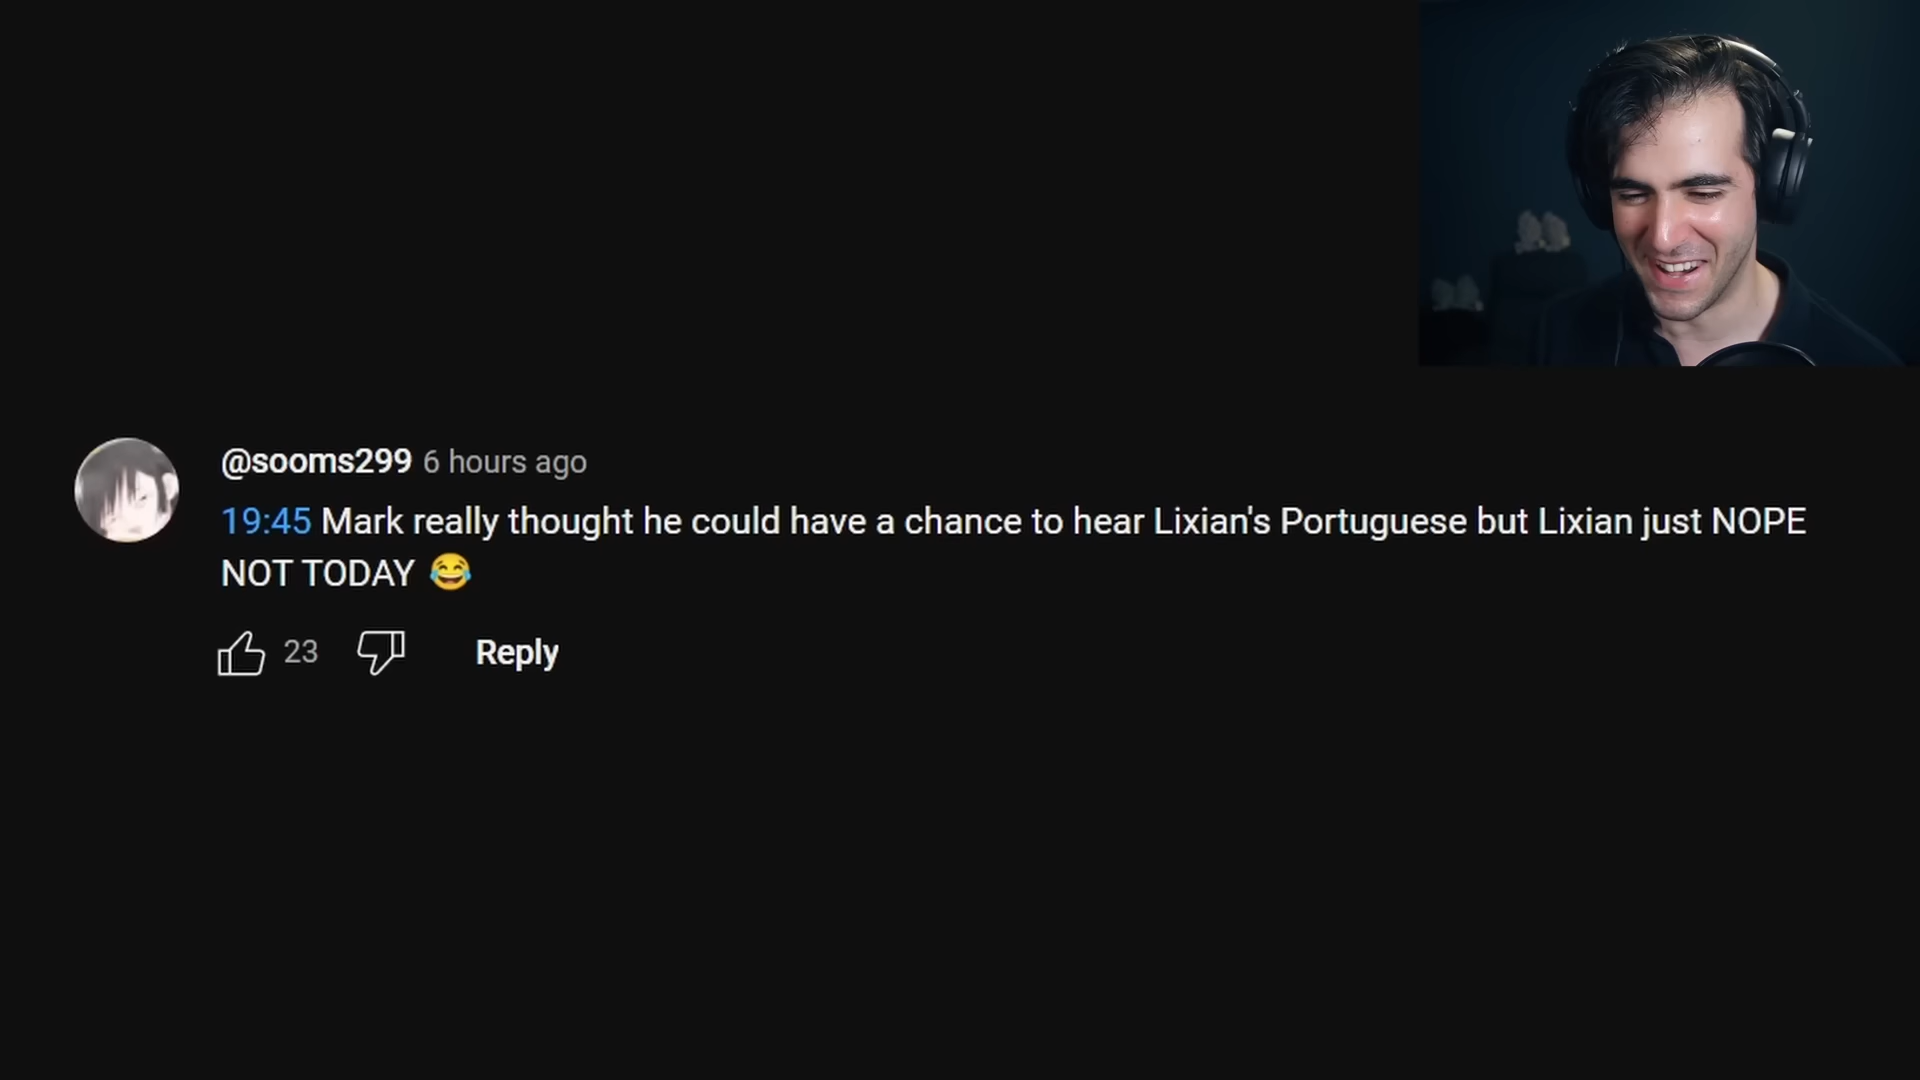 @sooms299 6 hours ago
19:45 Mark really thought he could have a chance to hear Lixian's Portuguese but Lixian just NOPE
NOT TODAY 😂
23 Reply